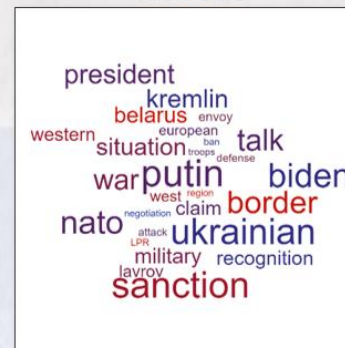 president
kremlin
belarus envoy
western european ban talk
situation troops defense
war putin biden
west region border
nato negotiation claim
attack ukrainian
LPR
military recognition
lavrov
sanction